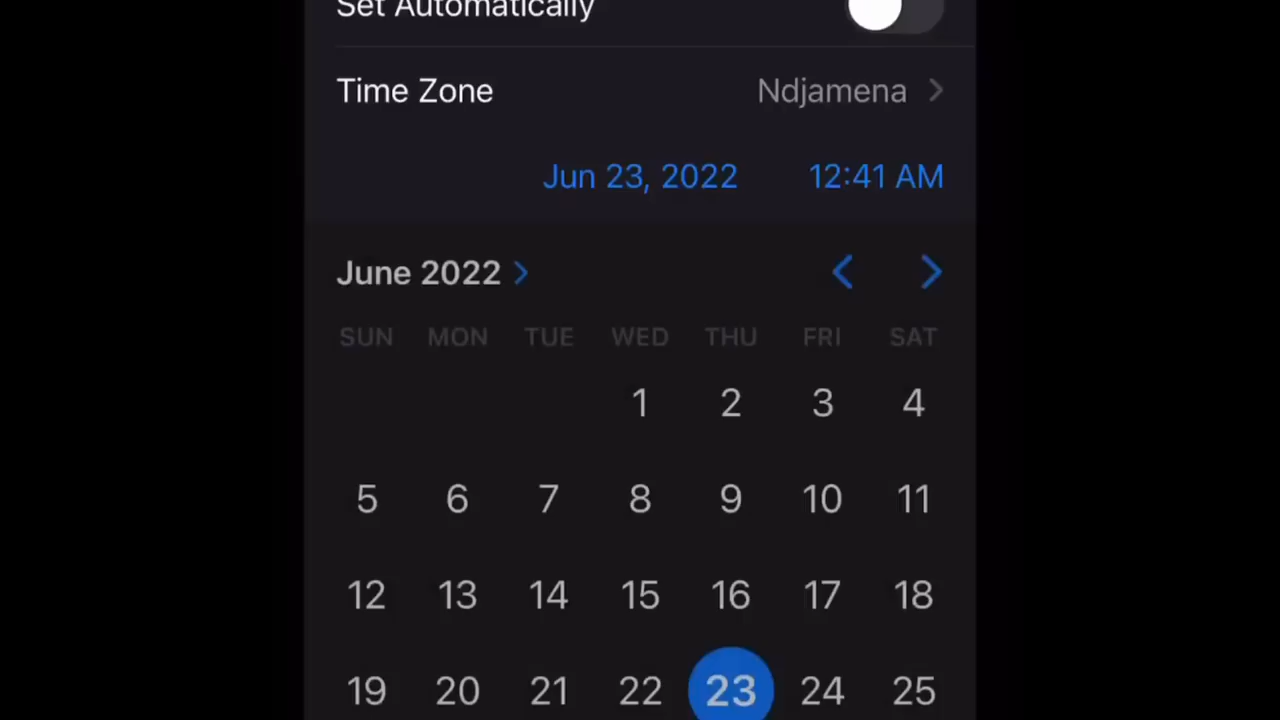 Set Automatically
Time Zone Ndjamena
Jun 23, 2022 12:41 AM
June 2022
SUN MON TUE WED THU FRI SAT
1 2 3 4
5 6 7 8 9 10 11
12 13 14 15 16 17 18
19 20 21 22 23 24 25